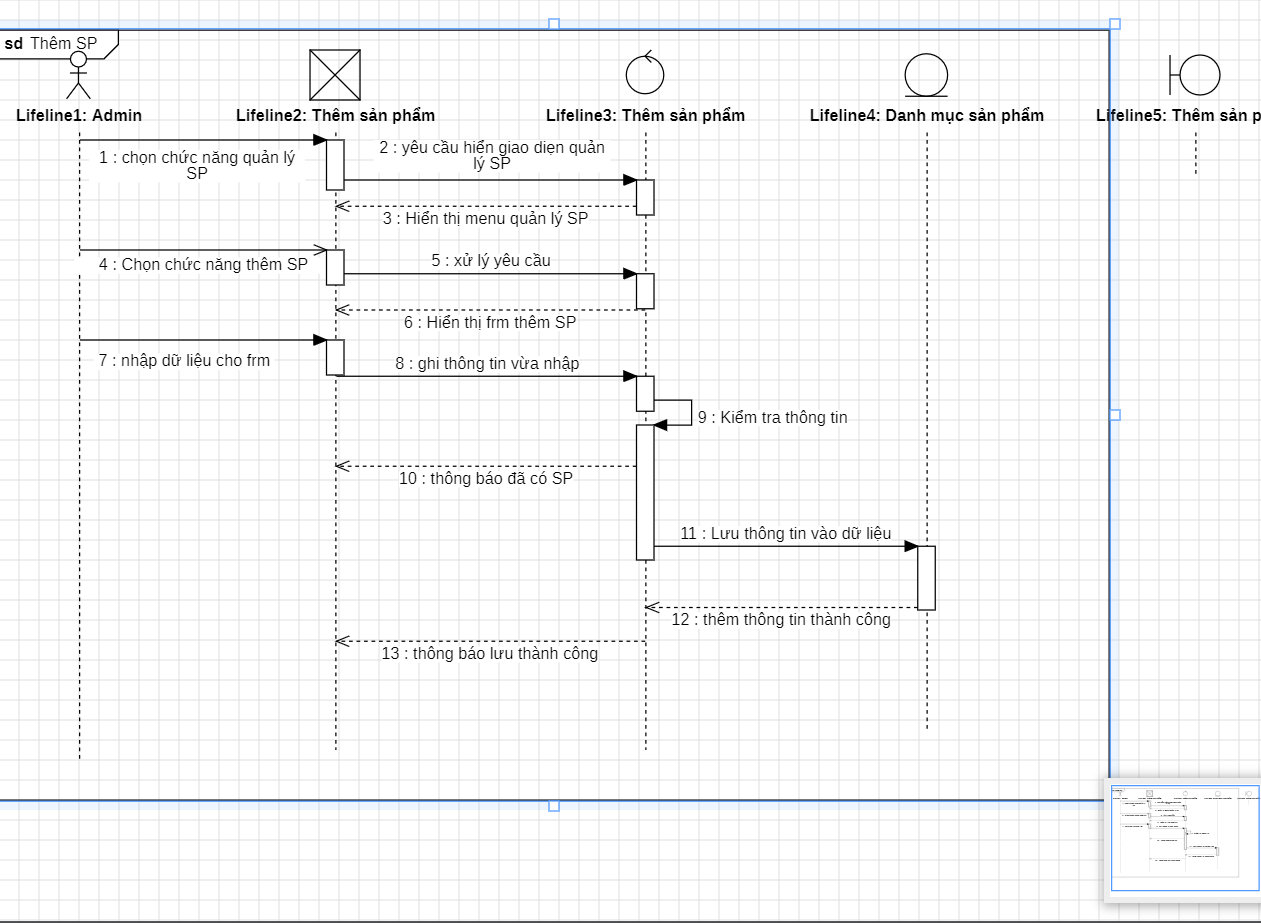 sd Thêm SP
Lifeline1: Admin
Lifeline2: Thêm sản phẩm
Lifeline3: Thêm sản phẩm
Lifeline4: Danh mục sản phẩm
Lifeline5: Thêm sản p
1 : chọn chức năng quản lý
SP
2 : yêu cầu hiển giao diẹn quản
lý SP
3 : Hiển thị menu quản lý SP
4 : Chọn chức năng thêm SP
5 : xử lý yêu cầu
6 : Hiển thị frm thêm SP
7 : nhập dữ liệu cho frm
8 : ghi thông tin vừa nhập
9 : Kiểm tra thông tin
10 : thông báo đã có SP
11 : Lưu thông tin vào dữ liệu
12 : thêm thông tin thành công
13 : thông báo lưu thành công